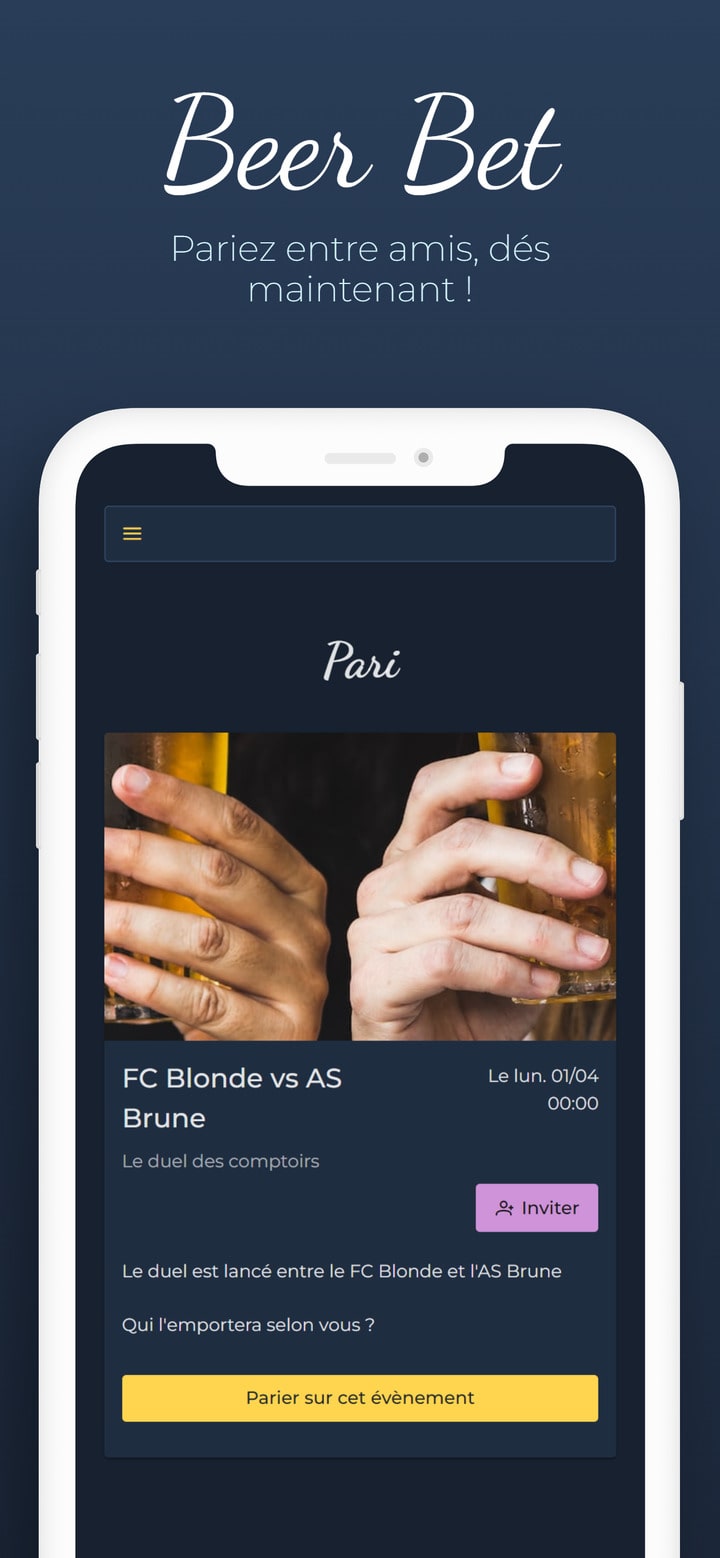 Beer Bet
Pariez entre amis, dés
maintenant !
Pari
FC Blonde vs AS
Brune
Le lun. 01/04
00:00
Le duel des comptoirs
Inviter
Le duel est lancé entre le FC Blonde et l'AS Brune
Qui l'emportera selon vous ?
Parier sur cet évènement